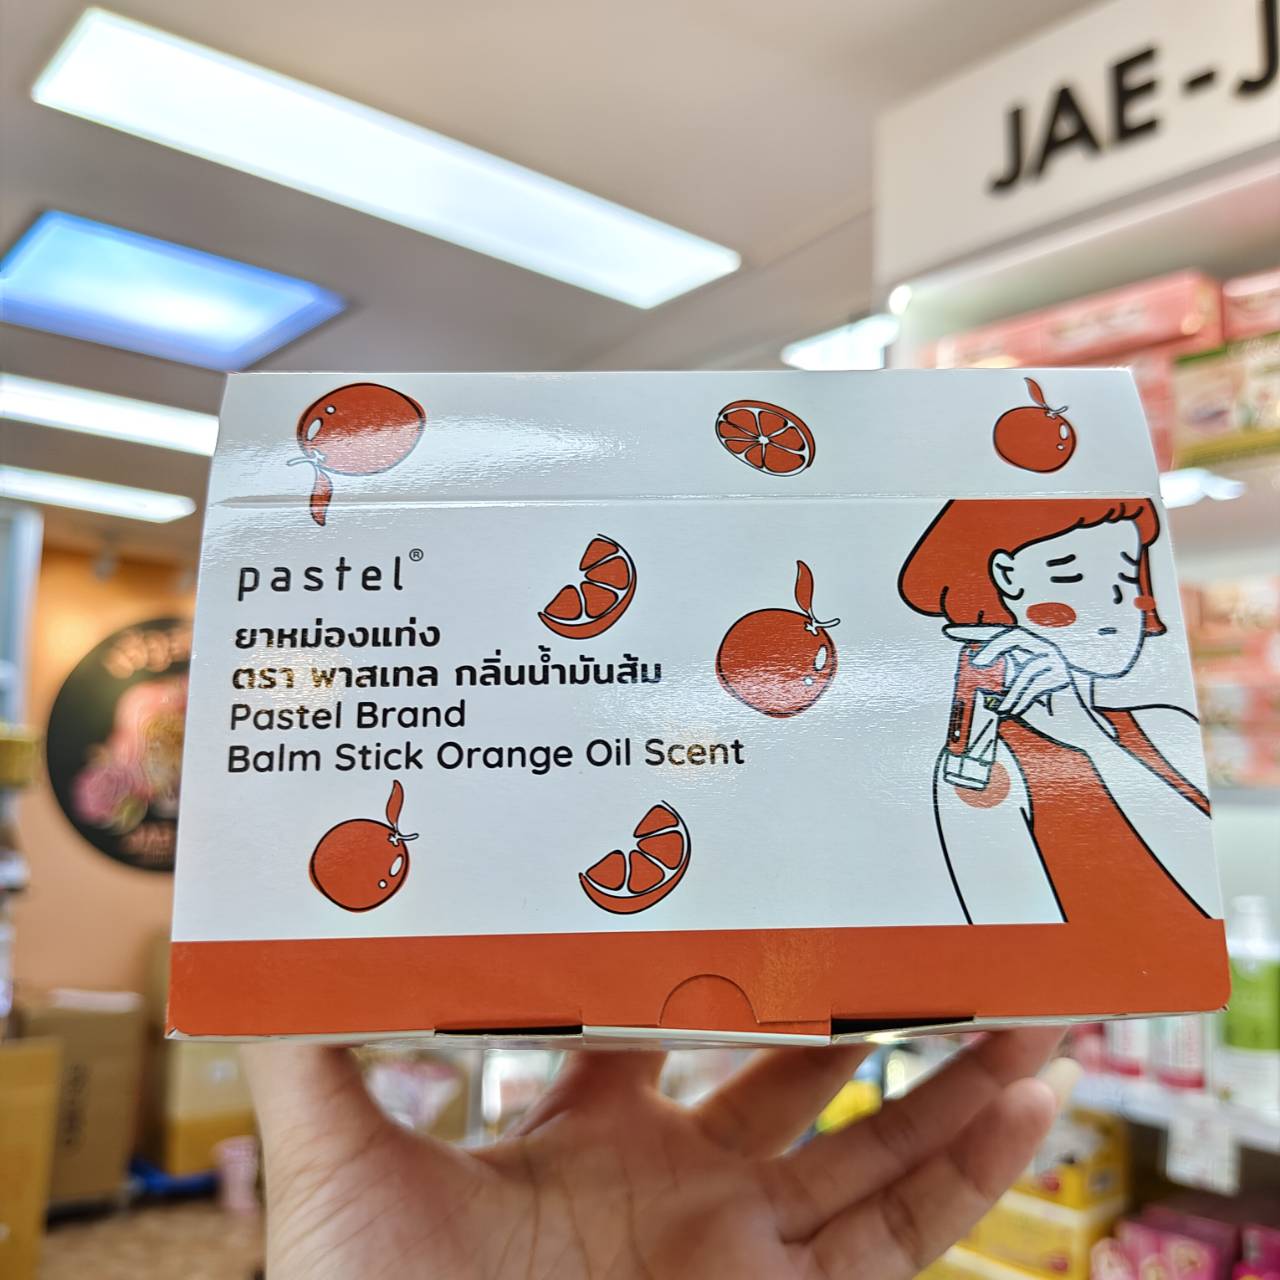 JAE-J
pastel®
ยาหม่องแท่ง
ตรา พาสเทล กลิ่นน้ำมันส้ม
Pastel Brand
Balm Stick Orange Oil Scent